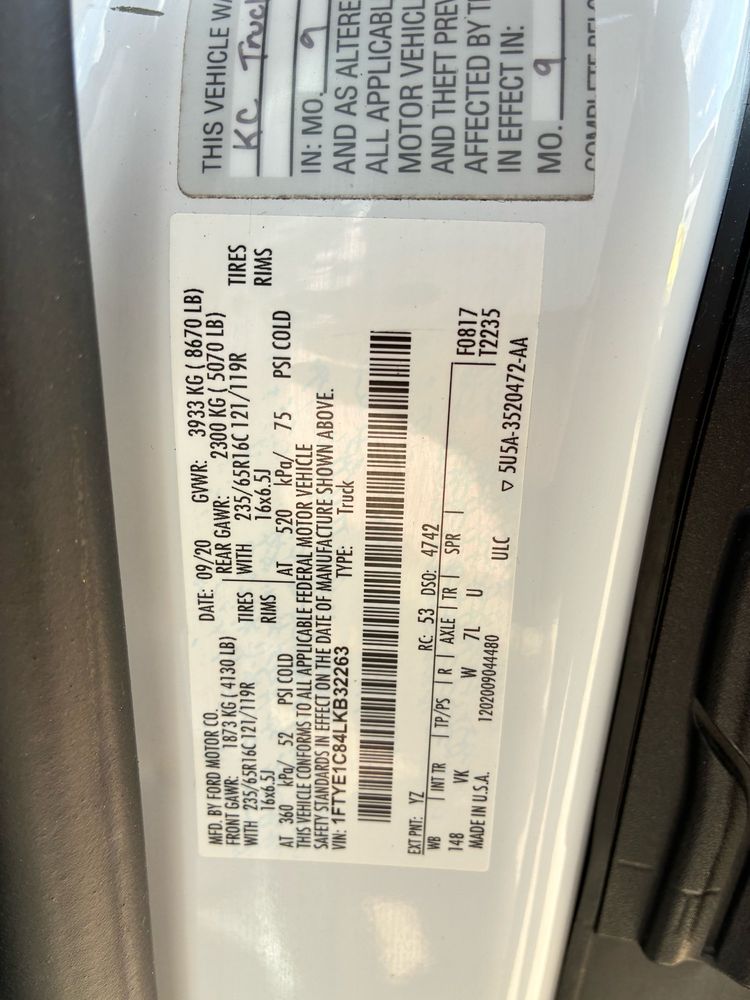 THIS VEHICLE WA
KC Truck
IN: MO. 9
AND AS ALTERE
ALL APPLICABL
MOTOR VEHICL
AND THEFT PREV
AFFECTED BY T
IN EFFECT IN:
MO. 9
MFD. BY FORD MOTOR CO.
DATE: 09/20 GVWR: 3933 KG ( 8670 LB)
FRONT GAWR: 1873 KG ( 4130 LB) REAR GAWR: 2300 KG ( 5070 LB)
WITH 235/65R16C 121/119R TIRES WITH 235/65R16C 121/119R TIRES
16x6.5J RIMS 16x6.5J RIMS
AT 360 kPa/ 52 PSI COLD AT 520 kPa/ 75 PSI COLD
THIS VEHICLE CONFORMS TO ALL APPLICABLE FEDERAL MOTOR VEHICLE
SAFETY STANDARDS IN EFFECT ON THE DATE OF MANUFACTURE SHOWN ABOVE.
VIN: 1FTYE1C84LKB32263 TYPE: Truck
EXT PNT: YZ RC: 53 DSO: 4742
WB INT TR TP/PS R AXLE TR SPR F0817
148 VK W 7L U T2235
MADE IN U.S.A. 1202009044480 ULC ▽ 5U5A-3520472-AA